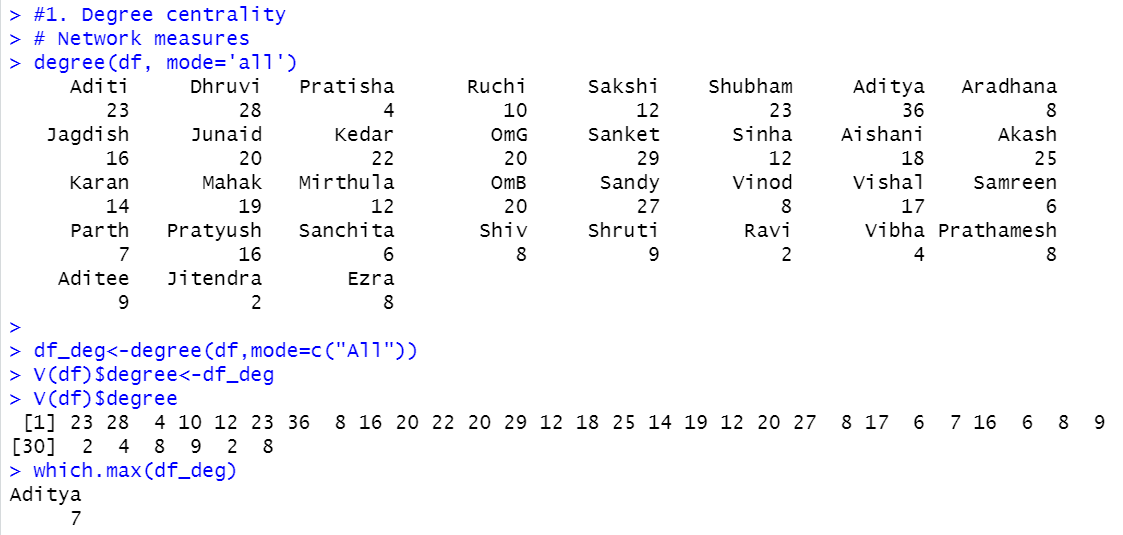 > #1. Degree centrality
> # Network measures
> degree(df, mode='all')
     Aditi     Dhruvi   Pratisha      Ruchi     Sakshi    Shubham     Aditya   Aradhana
        23         28          4         10         12         23         36          8
   Jagdish     Junaid      Kedar        OmG     Sanket      Sinha    Aishani      Akash
        16         20         22         20         29         12         18         25
     Karan      Mahak   Mirthula        OmB      Sandy      Vinod     Vishal    Samreen
        14         19         12         20         27          8         17          6
     Parth   Pratyush   Sanchita       Shiv     Shruti       Ravi      Vibha Prathamesh
         7         16          6          8          9          2          4          8
    Aditee   Jitendra       Ezra
         9          2          8
>
> df_deg<-degree(df,mode=c("All"))
> V(df)$degree<-df_deg
> V(df)$degree
 [1] 23 28  4 10 12 23 36  8 16 20 22 20 29 12 18 25 14 19 12 20 27  8 17  6  7 16  6  8  9
[30]  2  4  8  9  2  8
> which.max(df_deg)
Aditya
     7